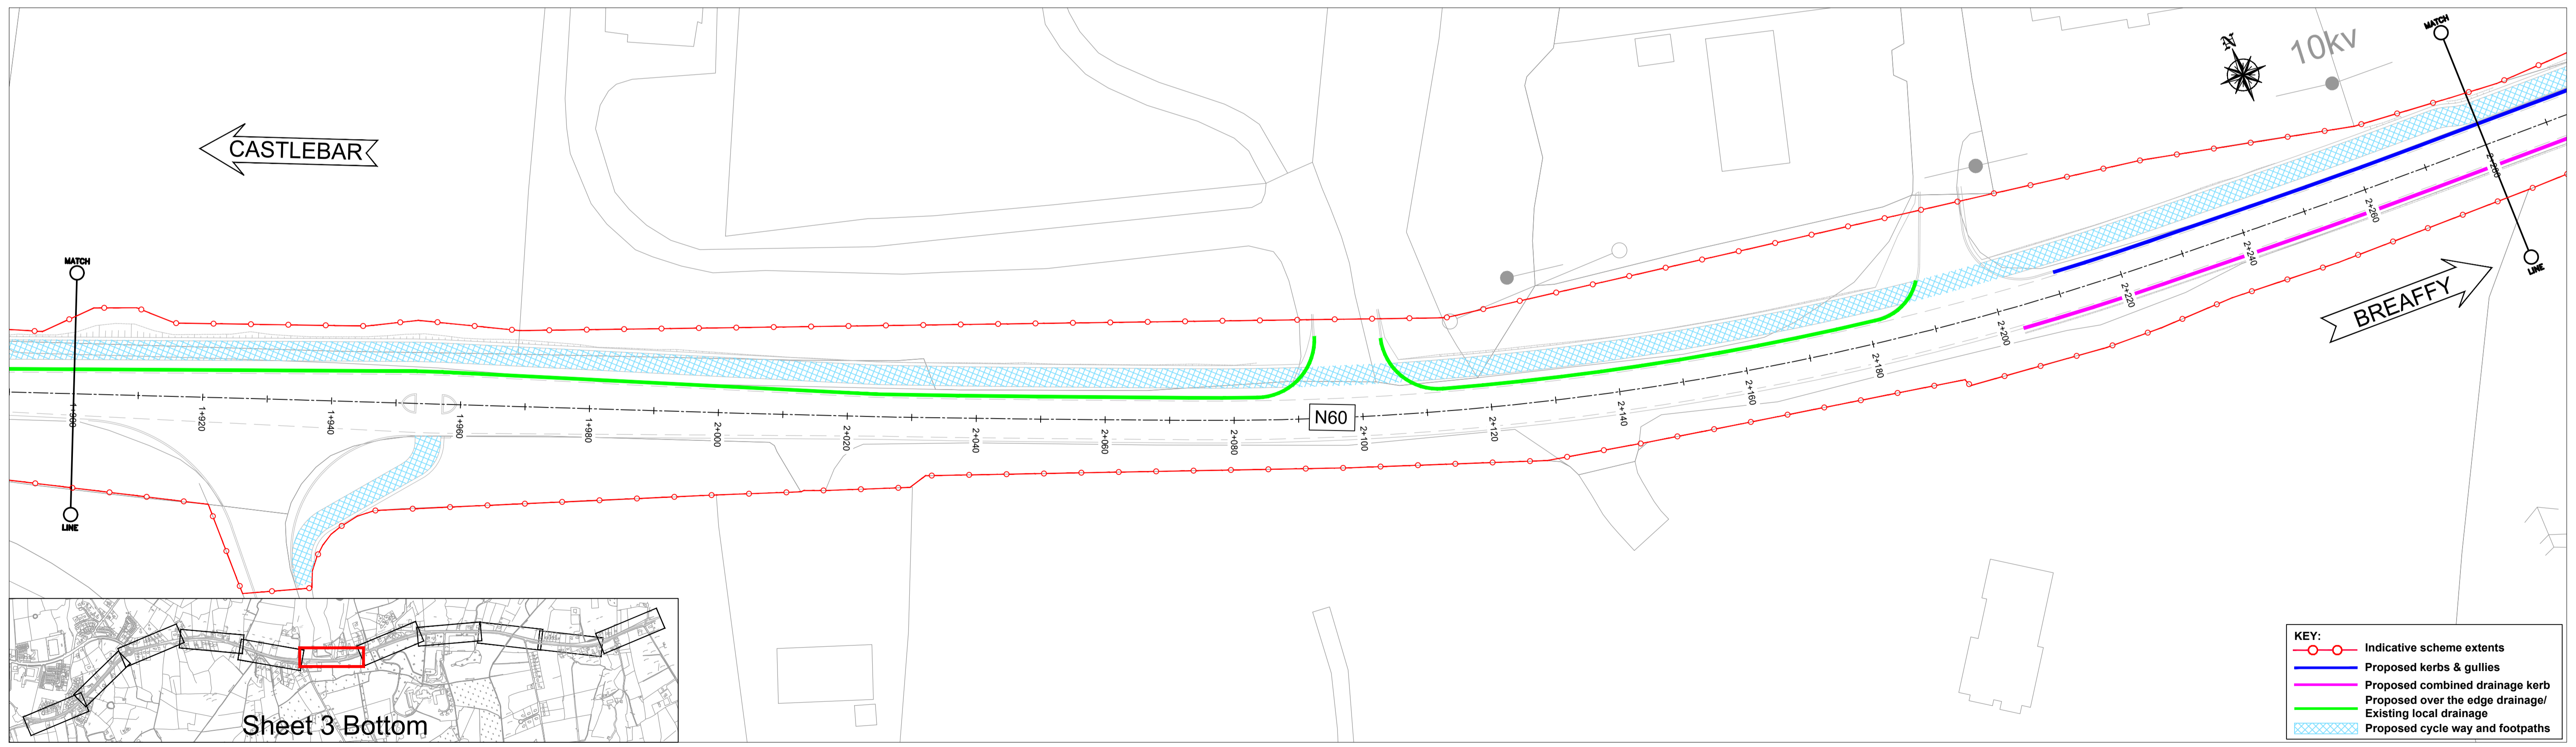 CASTLEBAR
N
10kv
MATCH
MATCH
LINE
BREAFFY
LINE
N60
1+900
1+920
1+940
1+960
1+980
2+000
2+020
2+040
2+060
2+080
2+100
2+120
2+140
2+160
2+180
2+200
2+220
2+240
2+260
2+280
Sheet 3 Bottom
KEY:
Indicative scheme extents
Proposed kerbs & gullies
Proposed combined drainage kerb
Proposed over the edge drainage/
Existing local drainage
Proposed cycle way and footpaths